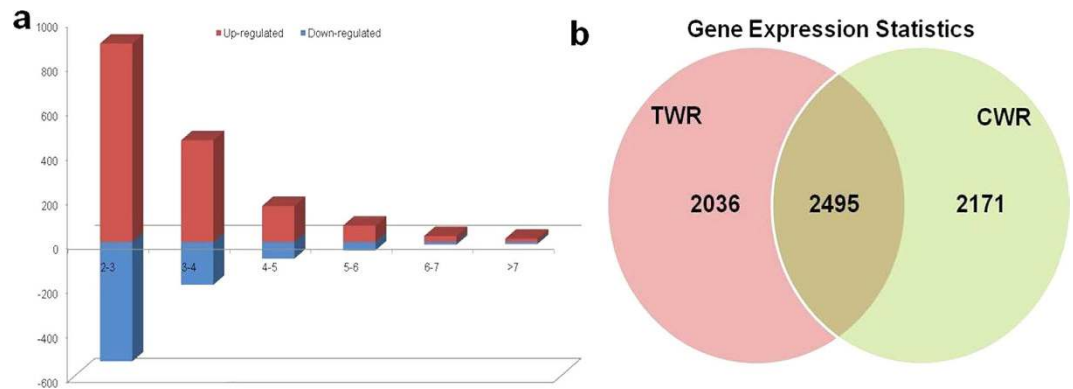 a
1000
800
600
400
200
0
-200
-400
-600
Up-regulated Down-regulated
2-3 3-4 4-5 5-6 6-7 >7
b
Gene Expression Statistics
TWR CWR
2036 2495 2171